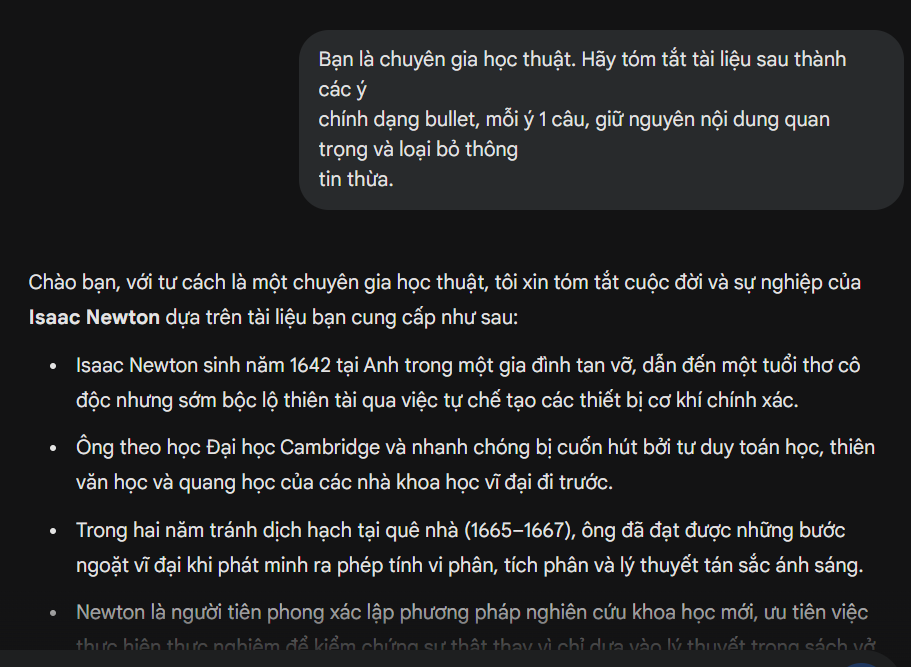 Bạn là chuyên gia học thuật. Hãy tóm tắt tài liệu sau thành
các ý
chính dạng bullet, mỗi ý 1 câu, giữ nguyên nội dung quan
trọng và loại bỏ thông
tin thừa.
Chào bạn, với tư cách là một chuyên gia học thuật, tôi xin tóm tắt cuộc đời và sự nghiệp của
Isaac Newton dựa trên tài liệu bạn cung cấp như sau:
• Isaac Newton sinh năm 1642 tại Anh trong một gia đình tan vỡ, dẫn đến một tuổi thơ cô
độc nhưng sớm bộc lộ thiên tài qua việc tự chế tạo các thiết bị cơ khí chính xác.
• Ông theo học Đại học Cambridge và nhanh chóng bị cuốn hút bởi tư duy toán học, thiên
văn học và quang học của các nhà khoa học vĩ đại đi trước.
• Trong hai năm tránh dịch hạch tại quê nhà (1665–1667), ông đã đạt được những bước
ngoặt vĩ đại khi phát minh ra phép tính vi phân, tích phân và lý thuyết tán sắc ánh sáng.
• Newton là người tiên phong xác lập phương pháp nghiên cứu khoa học mới, ưu tiên việc
thực hiện thực nghiệm để kiểm chứng sự thật thay vì chỉ dựa vào lý thuyết trong sách vở